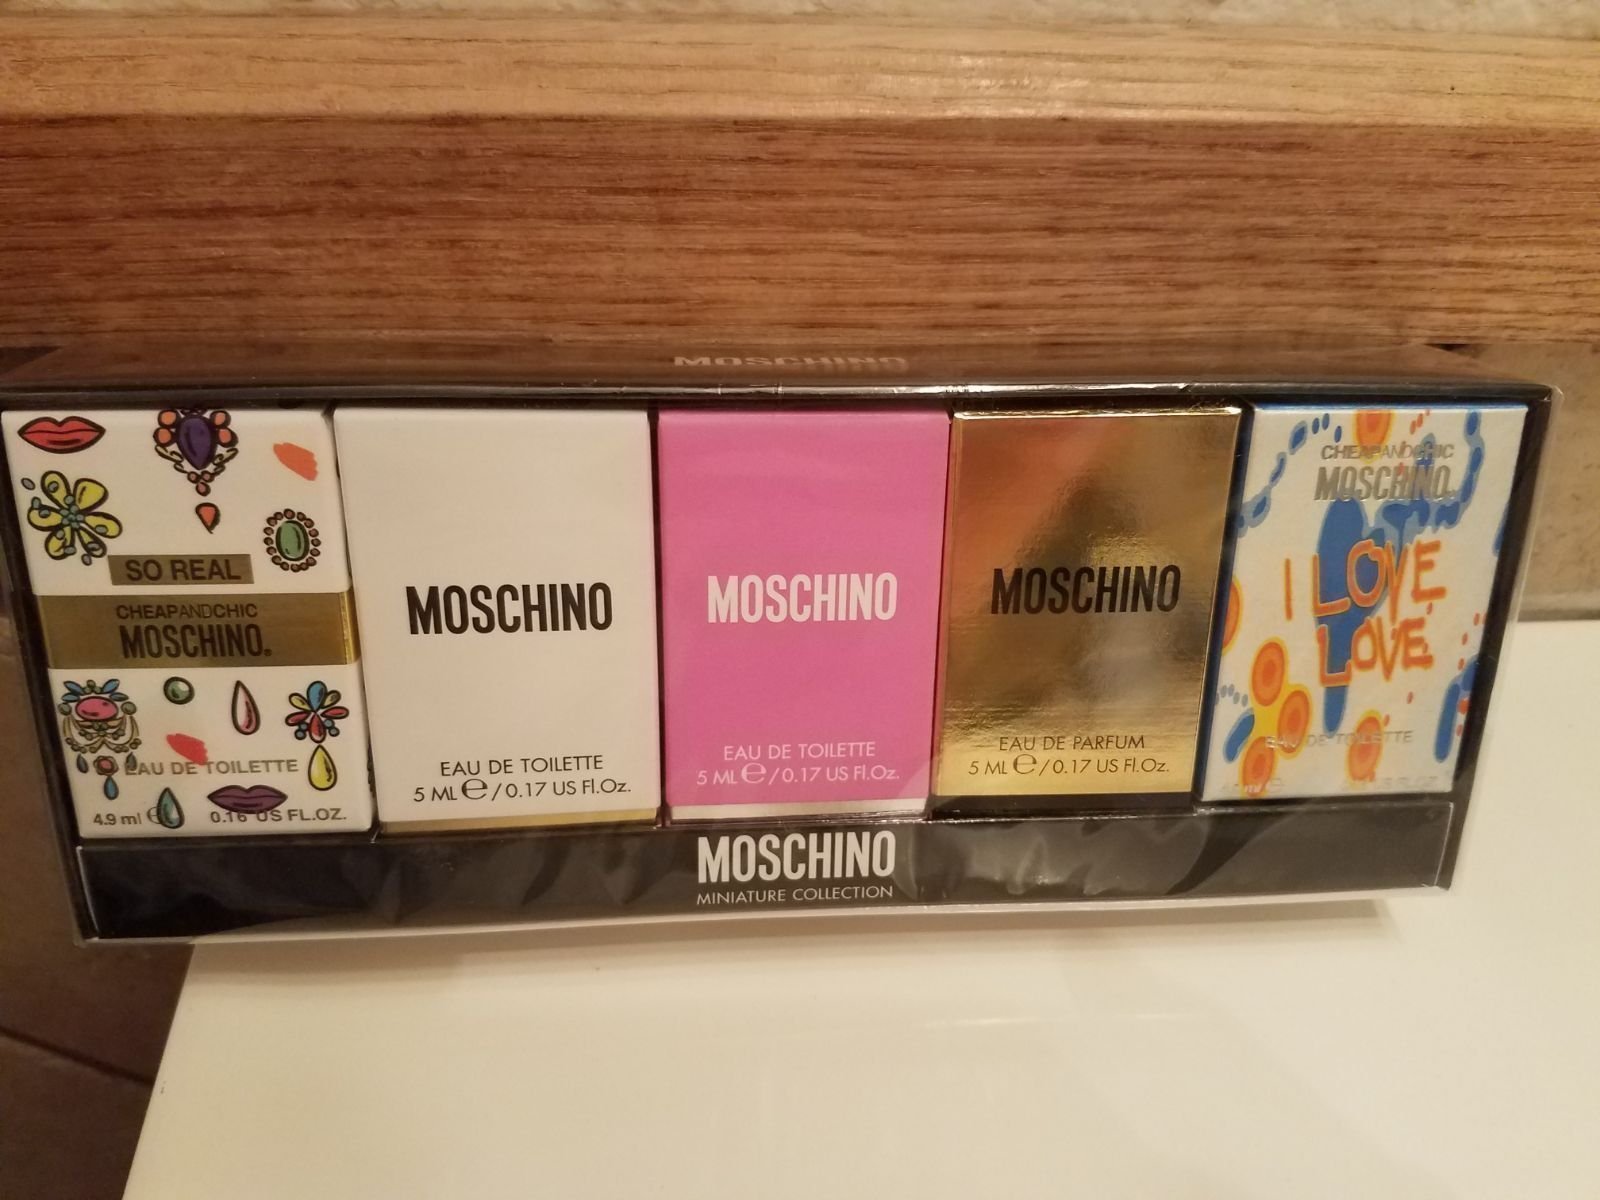 MOSCHINO
SO REAL
CHEAPANDCHIC
MOSCHINO®
EAU DE TOILETTE
4.9 ml e 0.16 US FL.OZ.
MOSCHINO
EAU DE TOILETTE
5 ML e / 0.17 US Fl.Oz.
MOSCHINO
EAU DE TOILETTE
5 ML e / 0.17 US Fl.Oz.
MOSCHINO
EAU DE PARFUM
5 ML e / 0.17 US Fl.Oz.
CHEAPANDCHIC
MOSCHINO
I LOVE
LOVE
EAU DE TOILETTE
MOSCHINO
MINIATURE COLLECTION